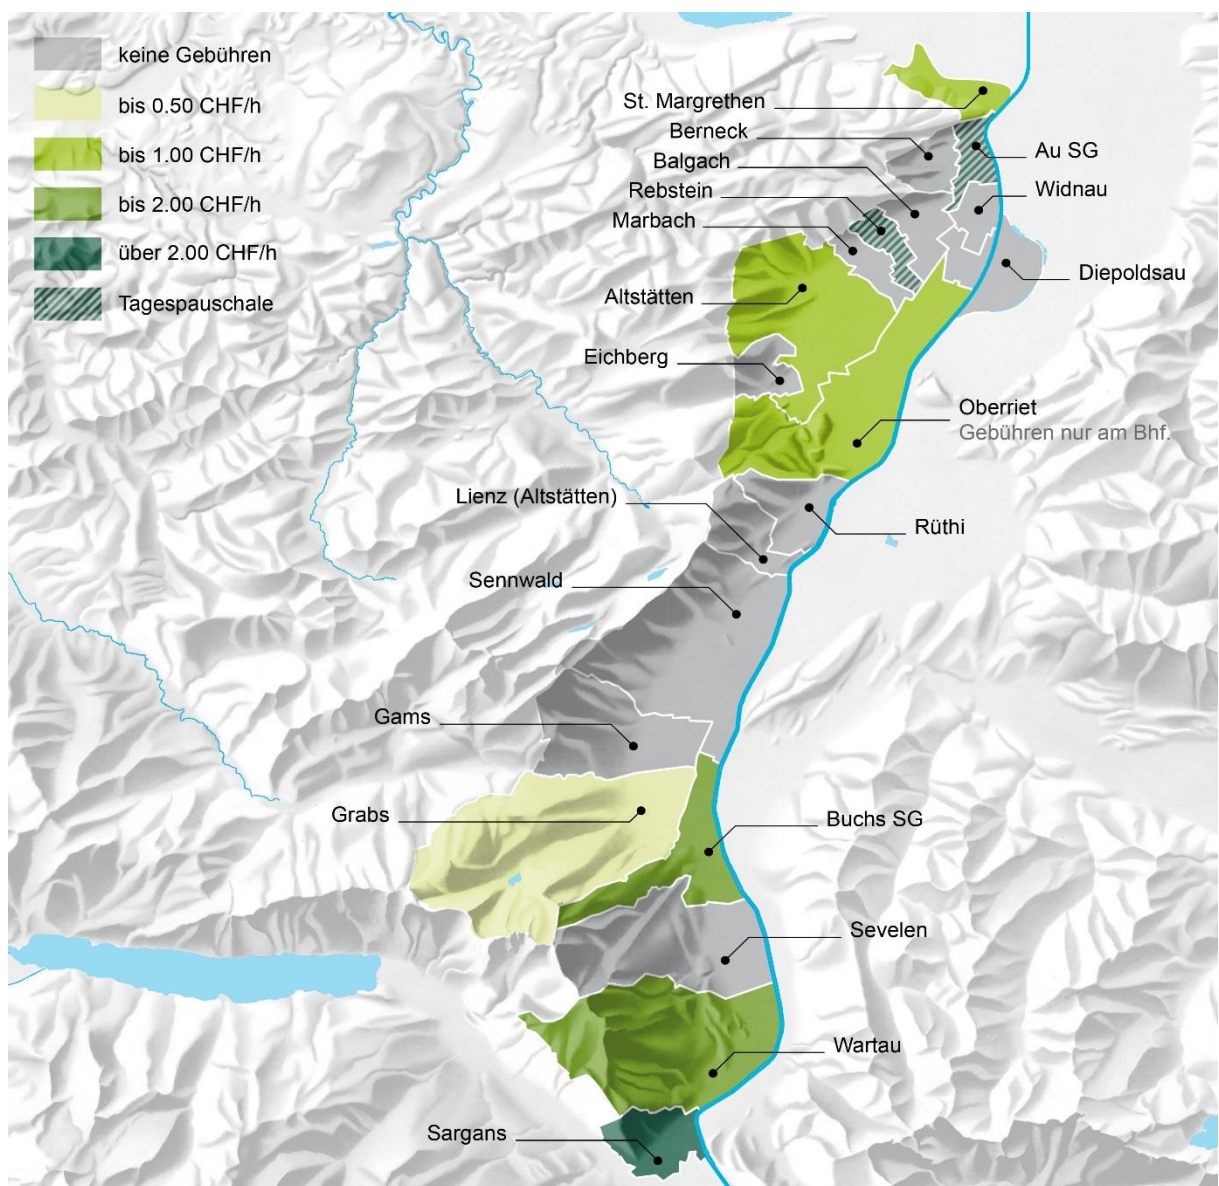 keine Gebühren
bis 0.50 CHF/h
bis 1.00 CHF/h
bis 2.00 CHF/h
über 2.00 CHF/h
Tagespauschale
St. Margrethen
Berneck
Au SG
Balgach
Widnau
Rebstein
Marbach
Diepoldsau
Altstätten
Eichberg
Oberriet
Gebühren nur am Bhf.
Lienz (Altstätten)
Rüthi
Sennwald
Gams
Grabs
Buchs SG
Sevelen
Wartau
Sargans